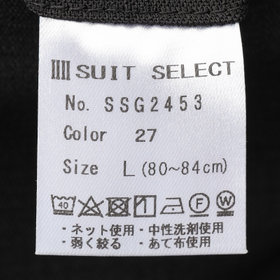 SUIT SELECT
No. SSG2453
Color 27
Size L (80~84cm)
40 F W
・ネット使用・中性洗剤使用
・弱く絞る・あて布使用